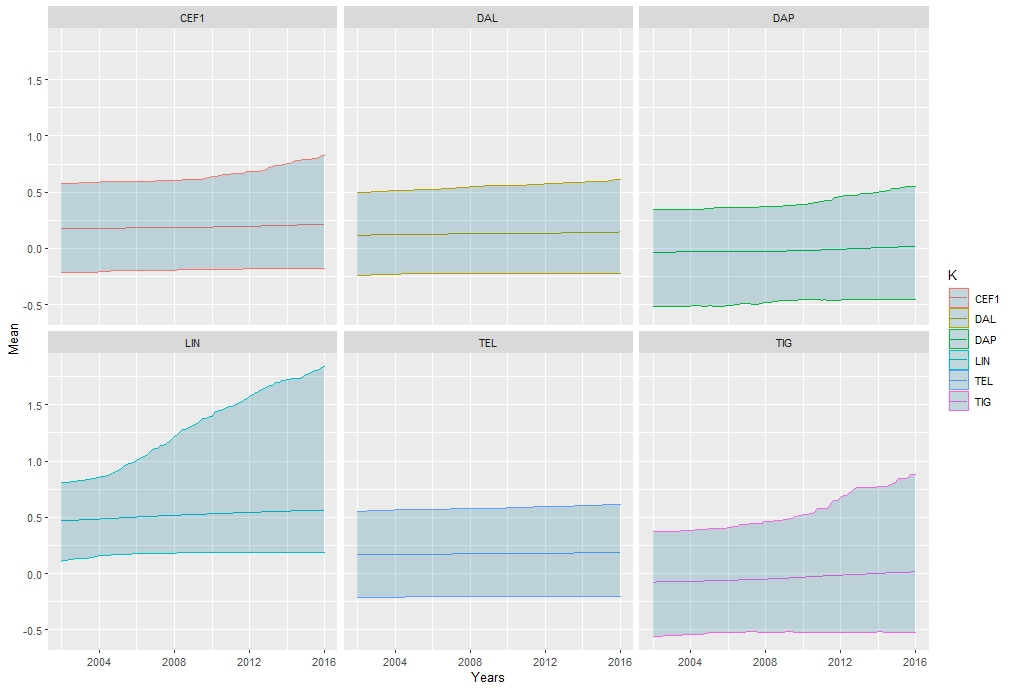 CEF1 DAL DAP
1.5
1.0
0.5
0.0
-0.5
Mean
LIN TEL TIG
1.5
1.0
0.5
0.0
-0.5
2004 2008 2012 2016 2004 2008 2012 2016 2004 2008 2012 2016
Years
K
CEF1
DAL
DAP
LIN
TEL
TIG